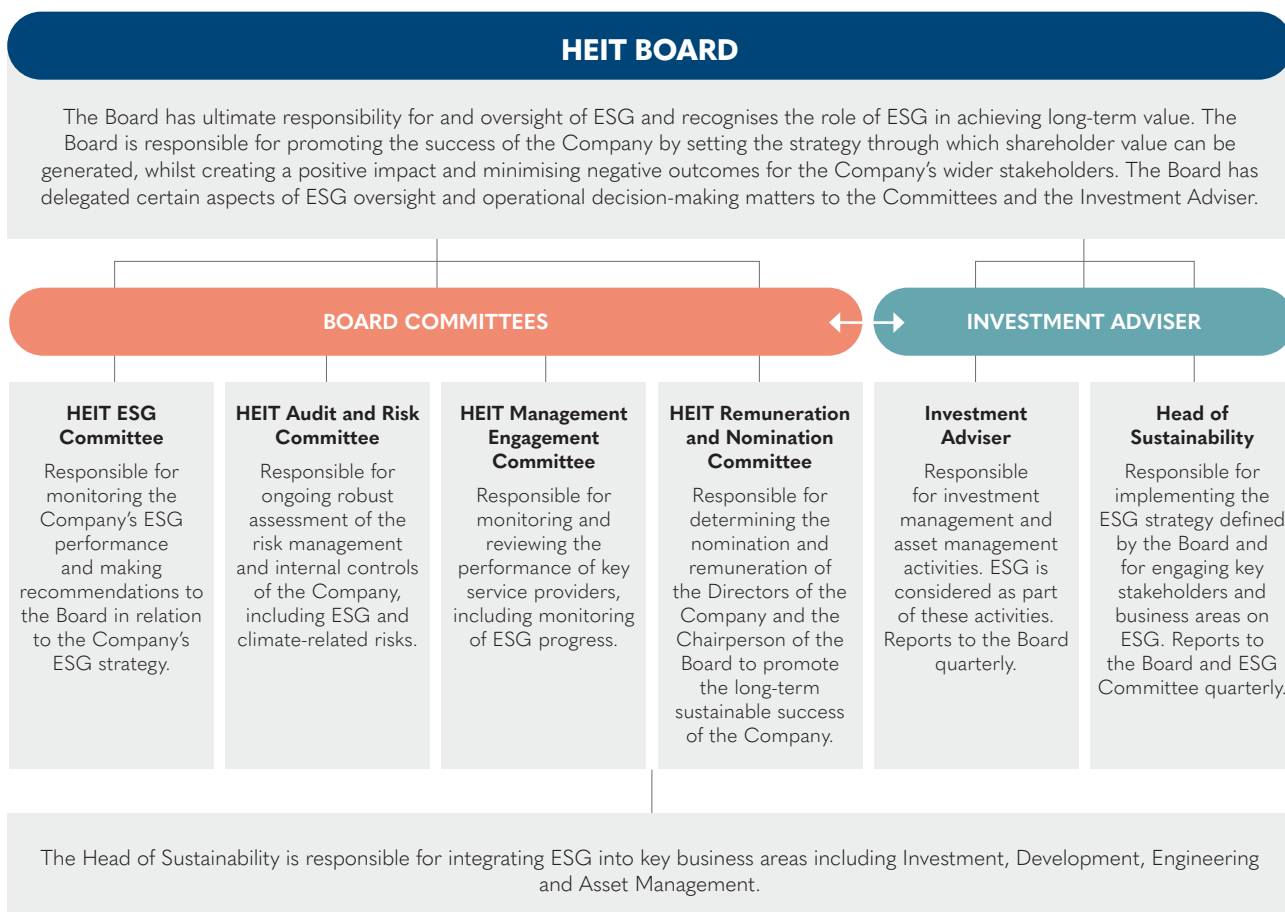 HEIT BOARD
The Board has ultimate responsibility for and oversight of ESG and recognises the role of ESG in achieving long-term value. The
Board is responsible for promoting the success of the Company by setting the strategy through which shareholder value can be
generated, whilst creating a positive impact and minimising negative outcomes for the Company's wider stakeholders. The Board has
delegated certain aspects of ESG oversight and operational decision-making matters to the Committees and the Investment Adviser.
BOARD COMMITTEES
INVESTMENT ADVISER
HEIT ESG
Committee
Responsible for
monitoring the
Company's ESG
performance
and making
recommendations to
the Board in relation
to the Company's
ESG strategy.
HEIT Audit and Risk
Committee
Responsible for
ongoing robust
assessment of the
risk management
and internal controls
of the Company,
including ESG and
climate-related risks.
HEIT Management
Engagement
Committee
Responsible for
monitoring and
reviewing the
performance of key
service providers,
including monitoring
of ESG progress.
HEIT Remuneration
and Nomination
Committee
Responsible for
determining the
nomination and
remuneration of
the Directors of the
Company and the
Chairperson of the
Board to promote
the long-term
sustainable success
of the Company.
Investment
Adviser
Responsible
for investment
management and
asset management
activities. ESG is
considered as part
of these activities.
Reports to the Board
quarterly.
Head of
Sustainability
Responsible for
implementing the
ESG strategy defined
by the Board and
for engaging key
stakeholders and
business areas on
ESG. Reports to
the Board and ESG
Committee quarterly.
The Head of Sustainability is responsible for integrating ESG into key business areas including Investment, Development, Engineering
and Asset Management.